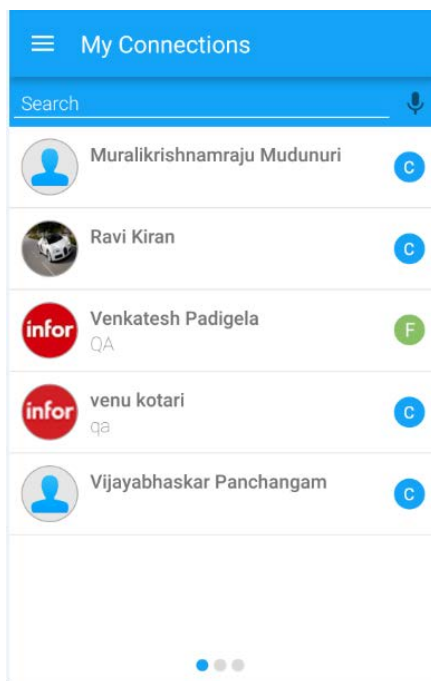 My Connections
Search
Muralikrishnamraju Mudunuri
C
Ravi Kiran
C
infor
Venkatesh Padigela
QA
F
infor
venu kotari
qa
C
Vijayabhaskar Panchangam
C